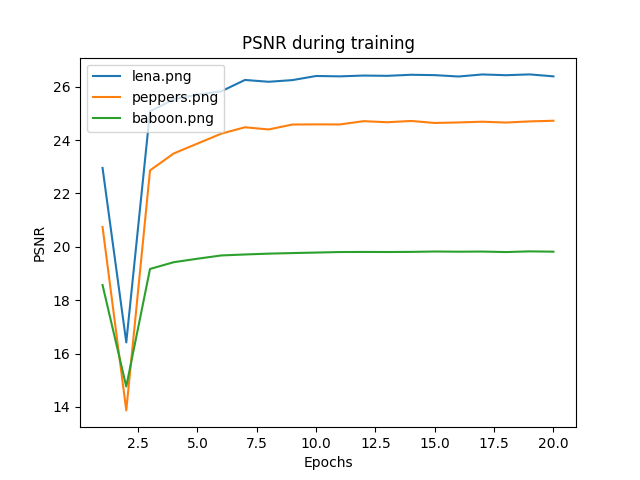 PSNR during training
lena.png
peppers.png
baboon.png
PSNR
26
24
22
20
18
16
14
2.5 5.0 7.5 10.0 12.5 15.0 17.5 20.0
Epochs